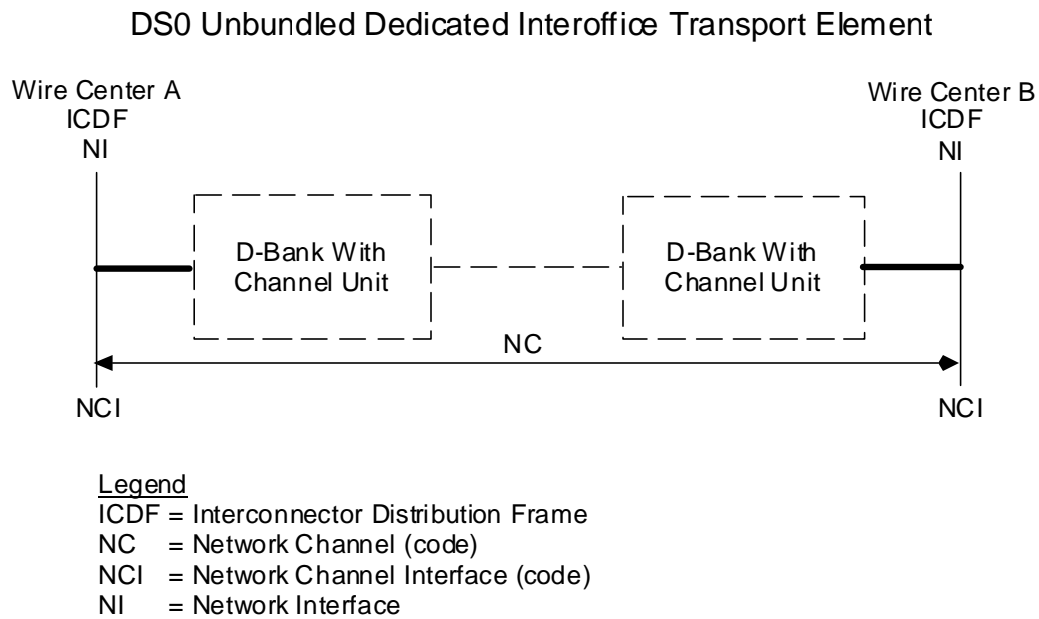 DS0 Unbundled Dedicated Interoffice Transport Element
Wire Center A
ICDF
NI
Wire Center B
ICDF
NI
D-Bank With
Channel Unit
D-Bank With
Channel Unit
NC
NCI
NCI
Legend
ICDF = Interconnector Distribution Frame
NC = Network Channel (code)
NCI = Network Channel Interface (code)
NI = Network Interface